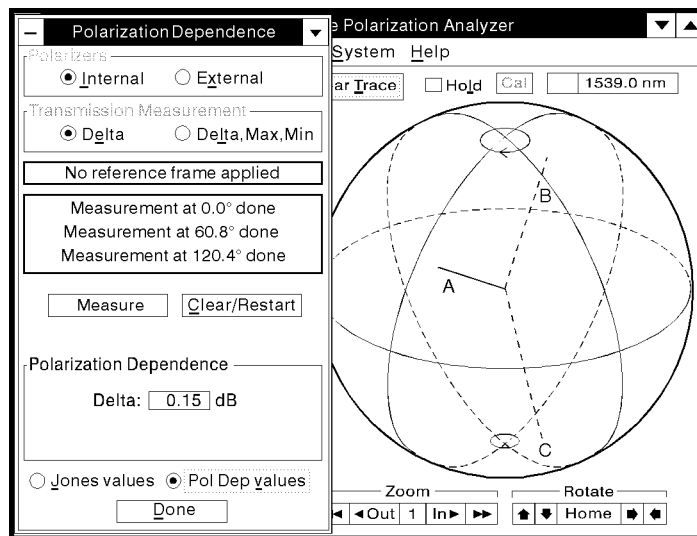 Polarization Dependence
Polarizers
Internal External
Transmission Measurement
Delta Delta,Max,Min
No reference frame applied
Measurement at 0.0° done
Measurement at 60.8° done
Measurement at 120.4° done
Measure Clear/Restart
Polarization Dependence
Delta: 0.15 dB
Jones values Pol Dep values
Done
e Polarization Analyzer
System Help
ar Trace Hold Cal 1539.0 nm
B
A
C
Zoom Rotate
Out 1 In Home